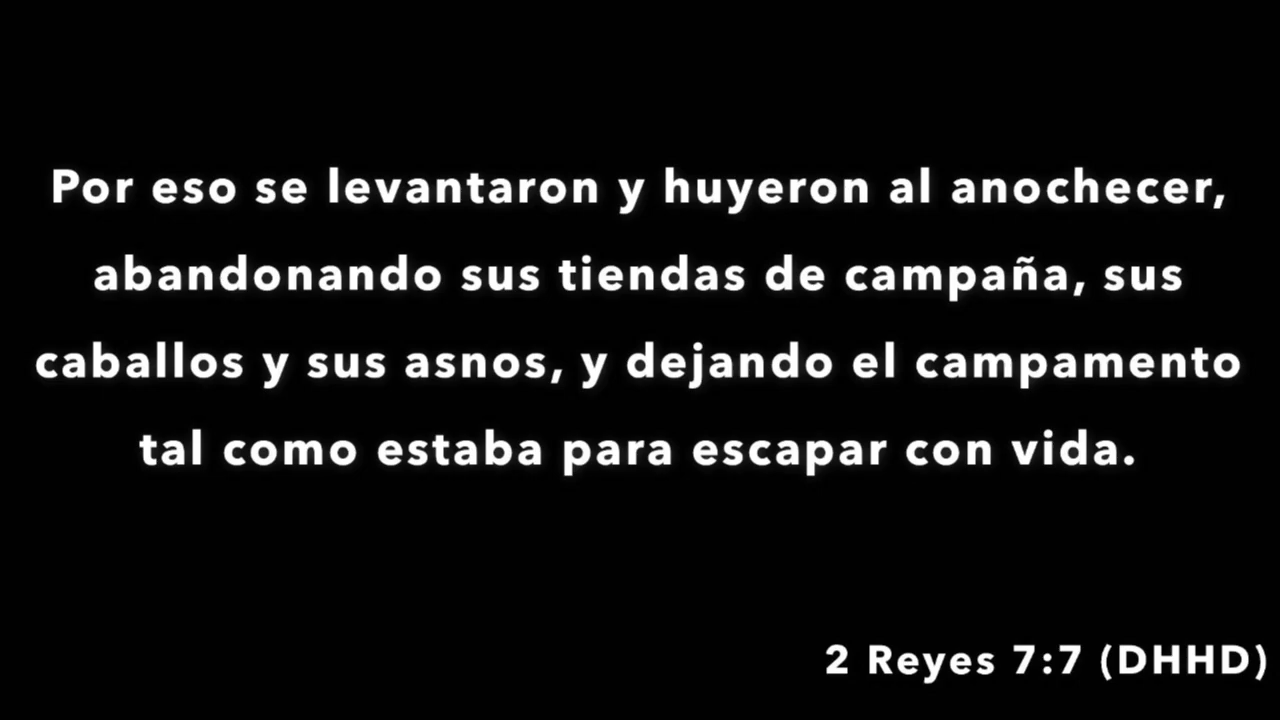 Por eso se levantaron y huyeron al anochecer,
abandonando sus tiendas de campaña, sus
caballos y sus asnos, y dejando el campamento
tal como estaba para escapar con vida.
2 Reyes 7:7 (DHHD)